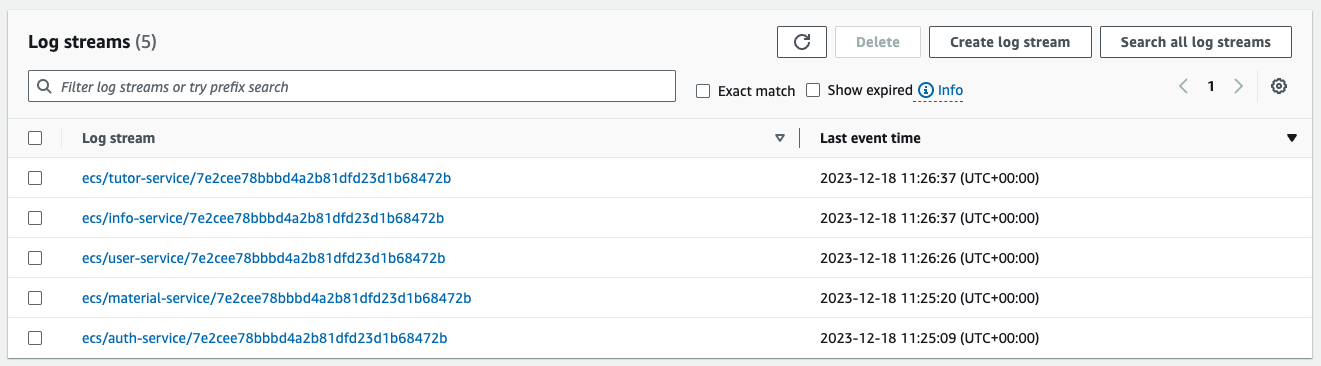 Log streams (5)
Delete
Create log stream
Search all log streams
Filter log streams or try prefix search
Exact match
Show expired
Info
1
Log stream
Last event time
ecs/tutor-service/7e2cee78bbbd4a2b81dfd23d1b68472b 2023-12-18 11:26:37 (UTC+00:00)
ecs/info-service/7e2cee78bbbd4a2b81dfd23d1b68472b 2023-12-18 11:26:37 (UTC+00:00)
ecs/user-service/7e2cee78bbbd4a2b81dfd23d1b68472b 2023-12-18 11:26:26 (UTC+00:00)
ecs/material-service/7e2cee78bbbd4a2b81dfd23d1b68472b 2023-12-18 11:25:20 (UTC+00:00)
ecs/auth-service/7e2cee78bbbd4a2b81dfd23d1b68472b 2023-12-18 11:25:09 (UTC+00:00)